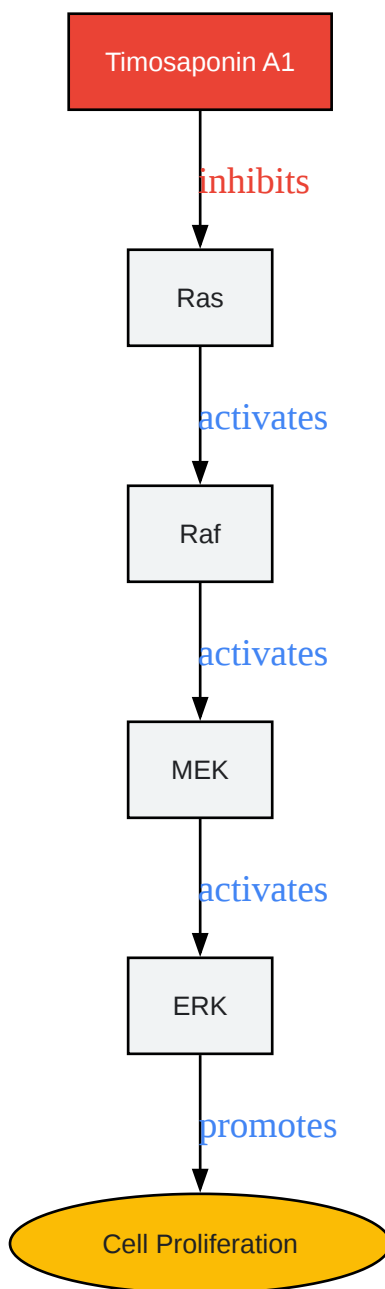 Timosaponin A1
inhibits
Ras
activates
Raf
activates
MEK
activates
ERK
promotes
Cell Proliferation